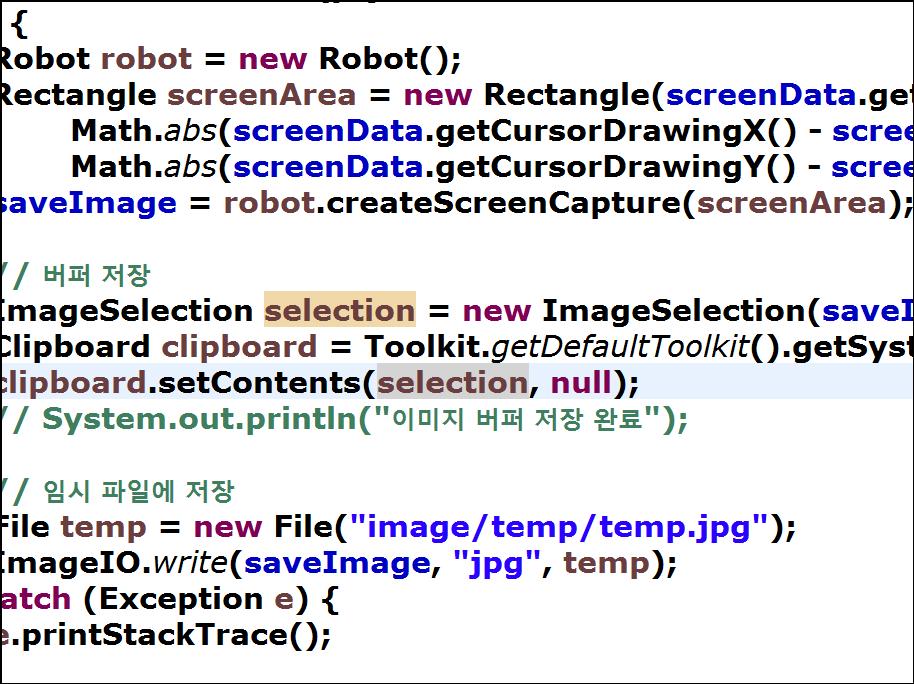 {
Robot robot = new Robot();
Rectangle screenArea = new Rectangle(screenData.get
Math.abs(screenData.getCursorDrawingX() - scree
Math.abs(screenData.getCursorDrawingY() - scree
saveImage = robot.createScreenCapture(screenArea);
// 버퍼 저장
ImageSelection selection = new ImageSelection(saveI
Clipboard clipboard = Toolkit.getDefaultToolkit().getSyst
clipboard.setContents(selection, null);
// System.out.println("이미지 버퍼 저장 완료");
// 임시 파일에 저장
File temp = new File("image/temp/temp.jpg");
ImageIO.write(saveImage, "jpg", temp);
atch (Exception e) {
e.printStackTrace();